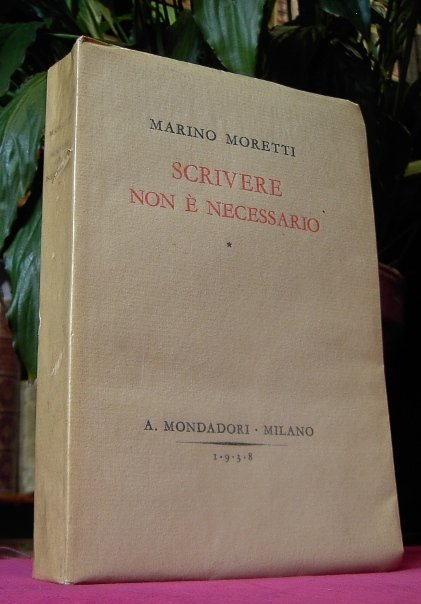 MARINO MORETTI
SCRIVERE
NON È NECESSARIO
*
A. MONDADORI · MILANO
1 · 9 · 3 · 8